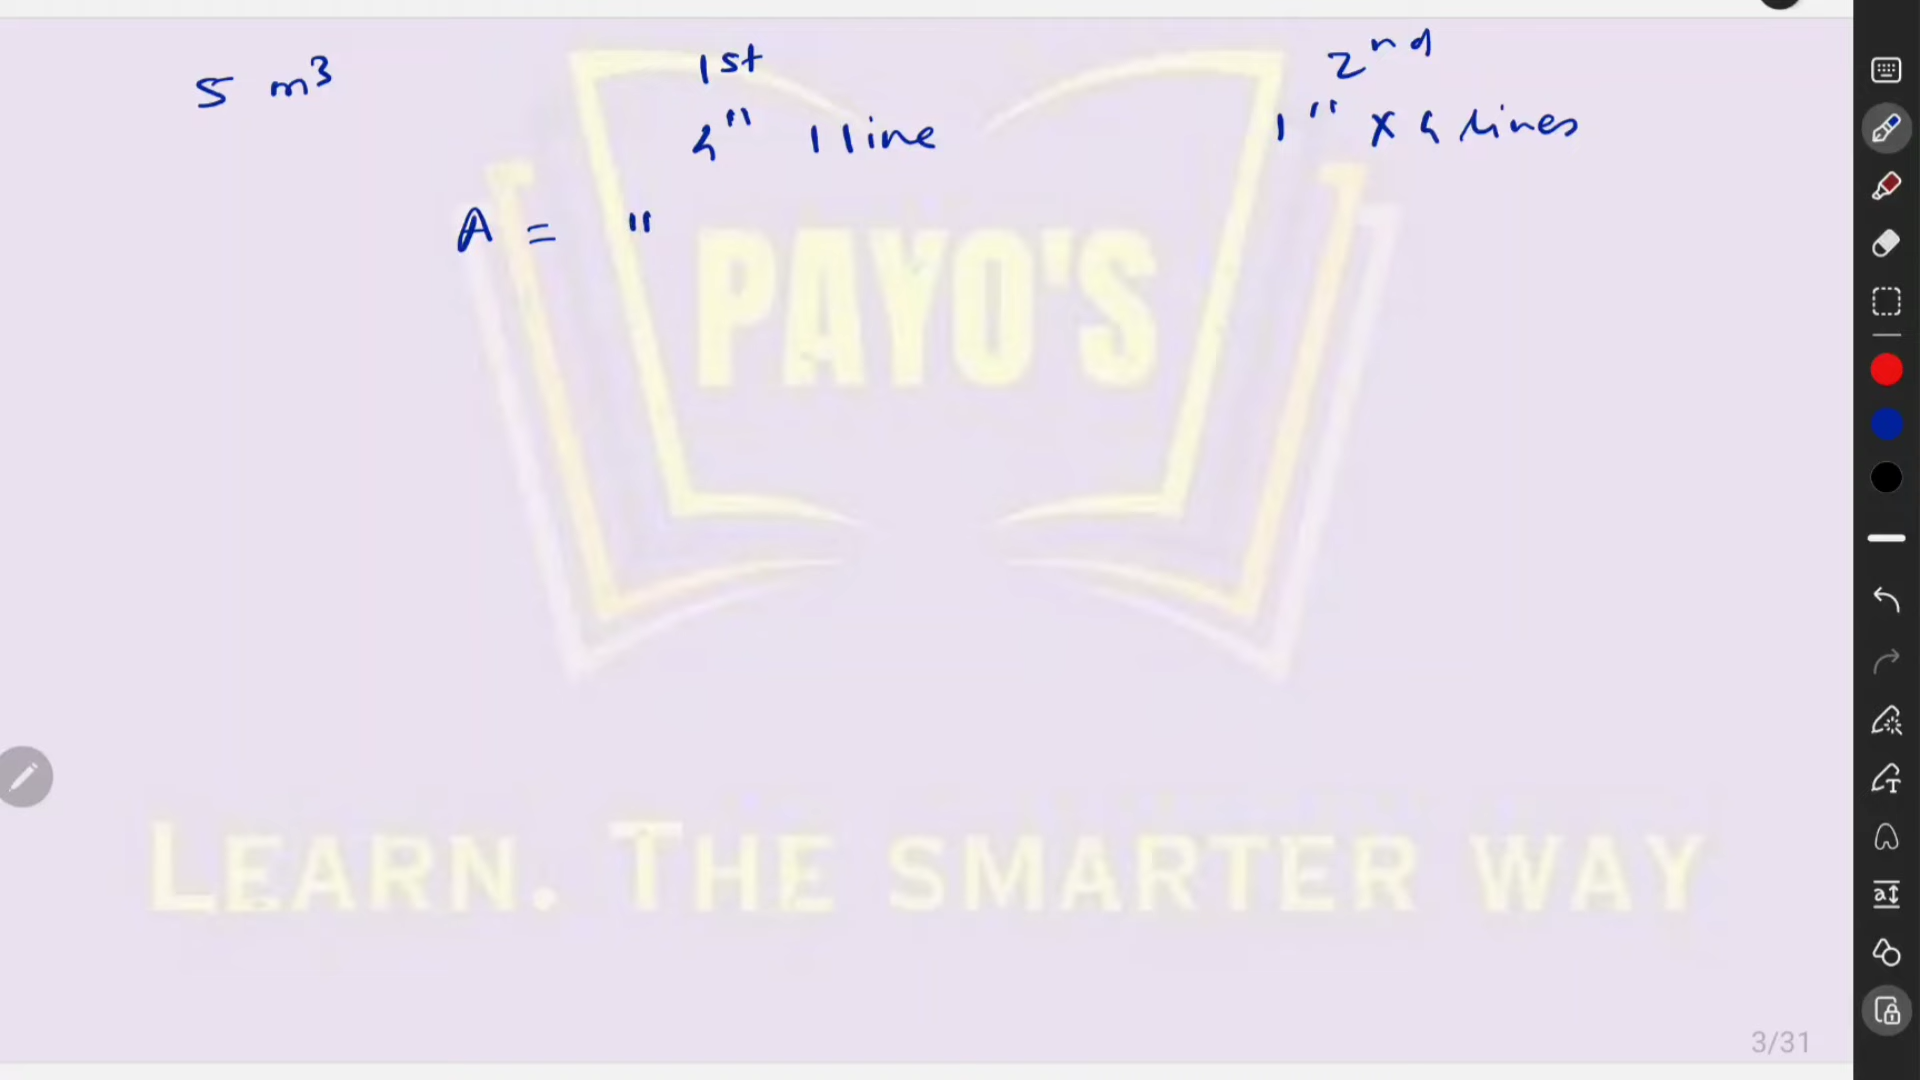 5 m³
1st
4" 1 line
2nd
1" x 4 lines
A = "
PAYO'S
LEARN. THE SMARTER WAY
3/31